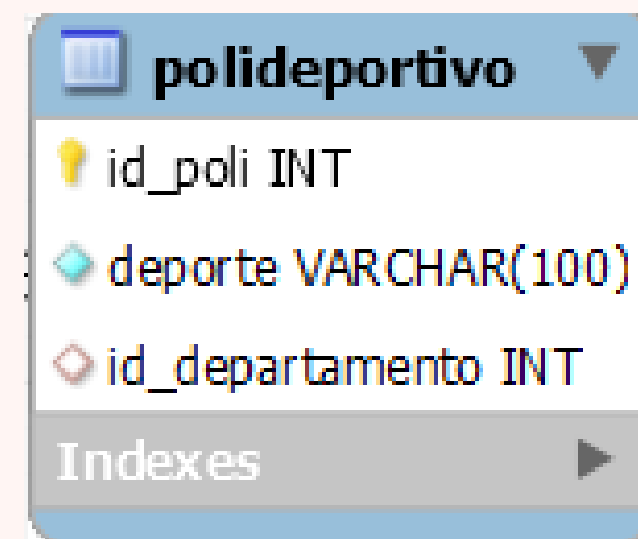 polideportivo
id_poli INT
deporte VARCHAR(100)
id_departamento INT
Indexes